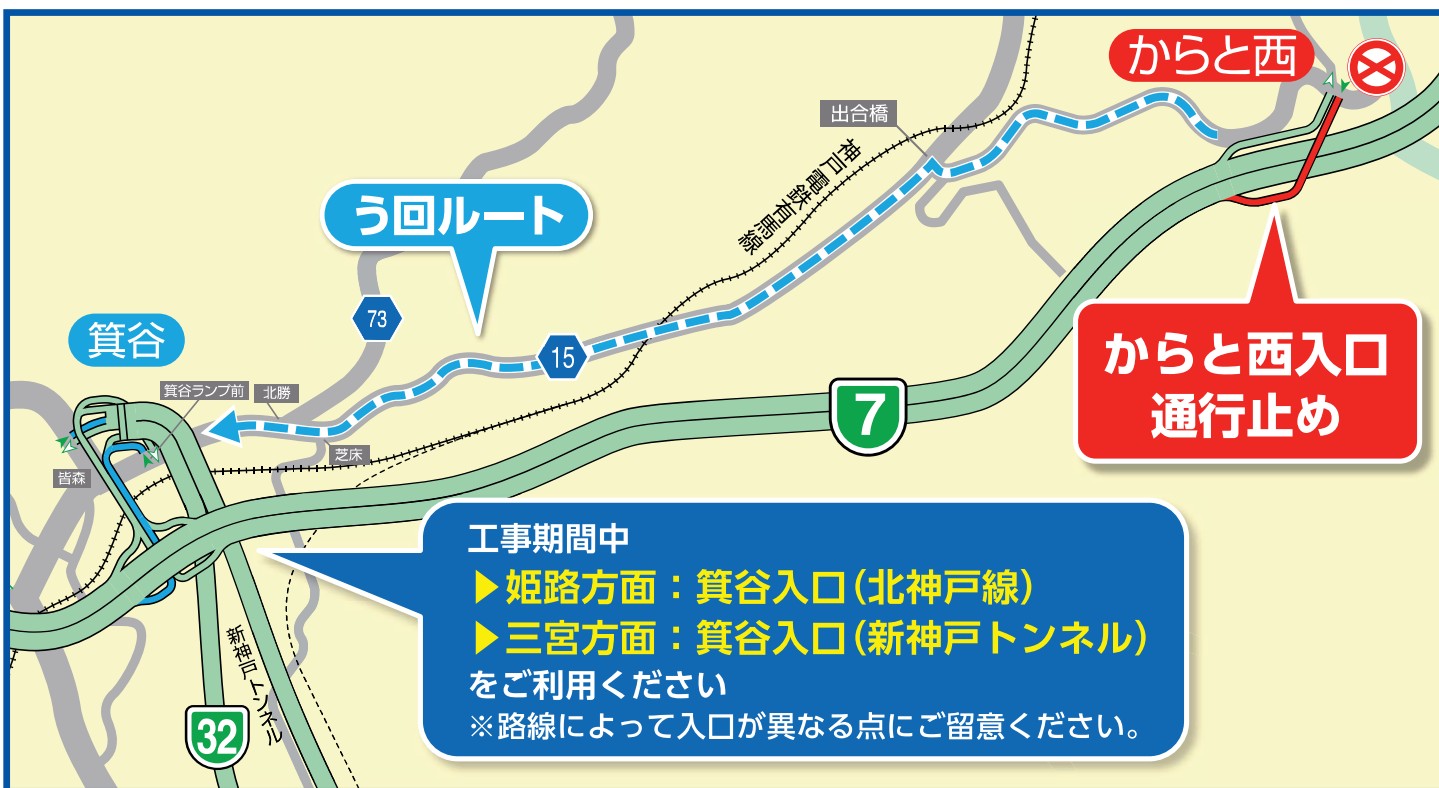 からと西
出合橋
神戸電鉄有馬線
う回ルート
73
15
箕谷
箕谷ランプ前
北勝
芝床
皆森
7
からと西入口
通行止め
工事期間中
▶姫路方面：箕谷入口(北神戸線)
▶三宮方面：箕谷入口(新神戸トンネル)
をご利用ください
※路線によって入口が異なる点にご留意ください。
新神戸トンネル
32